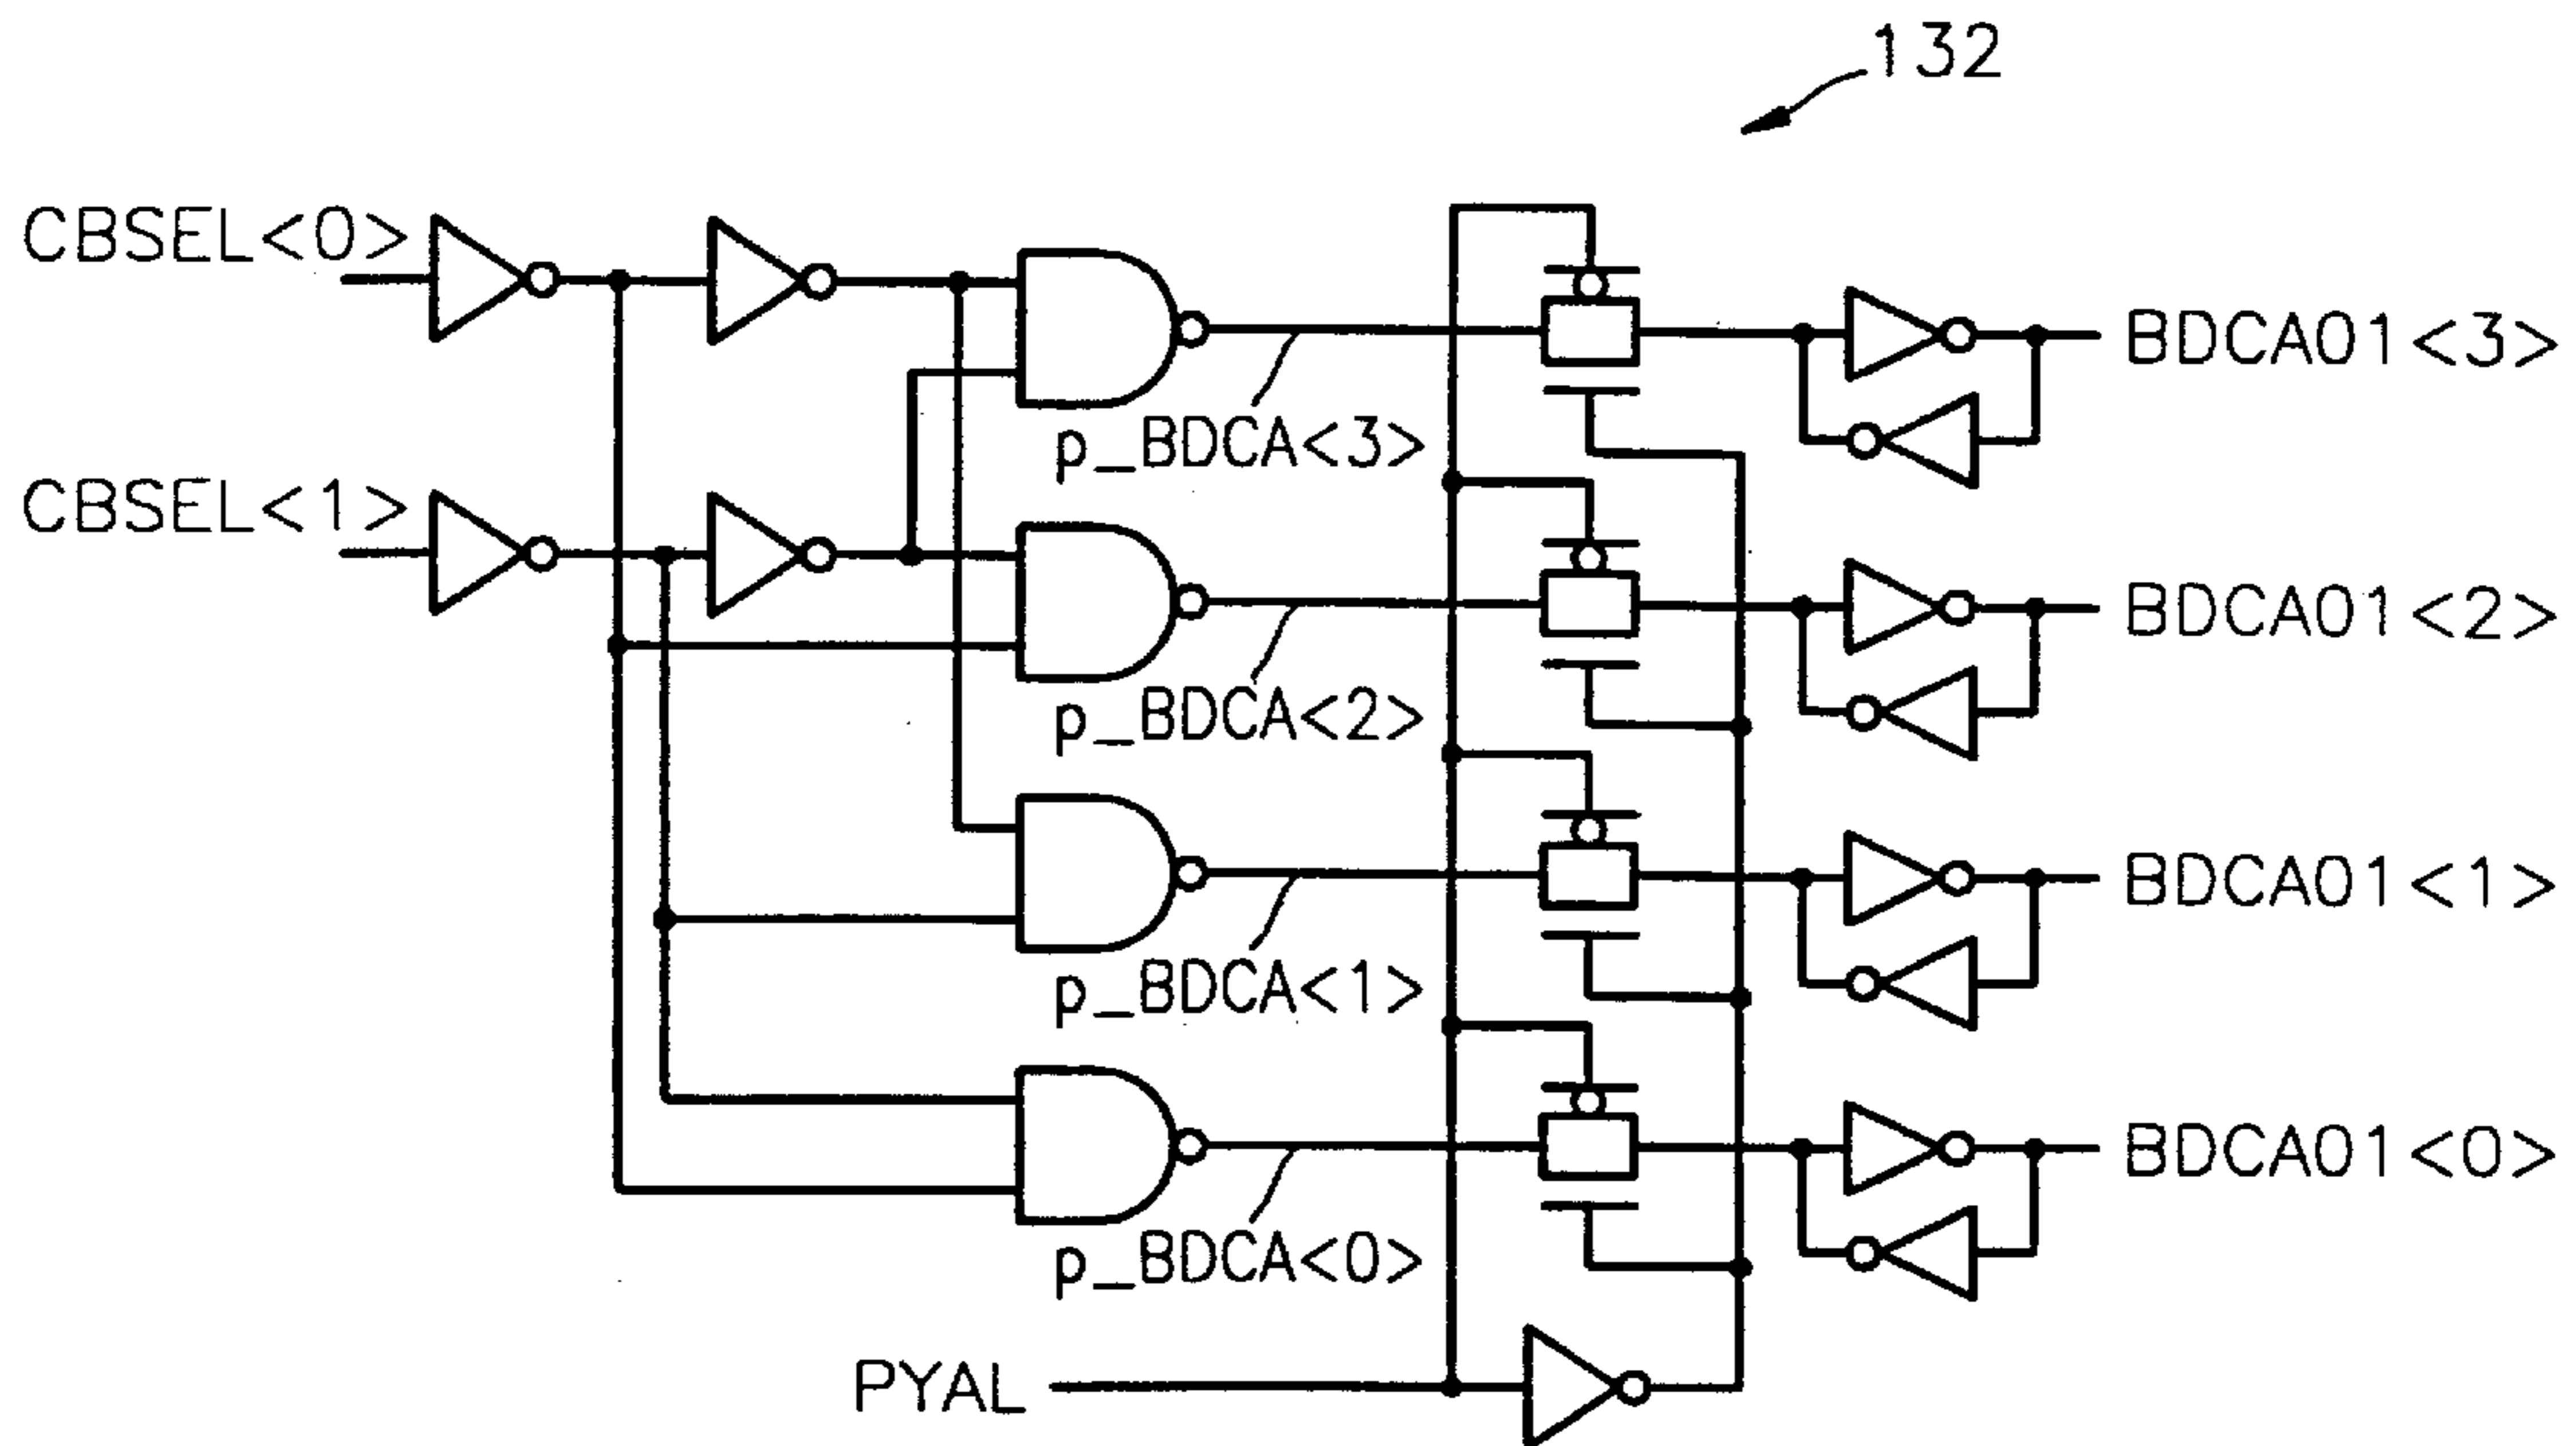 132
CBSEL<0>
BDCA01<3>
p_BDCA<3>
CBSEL<1>
BDCA01<2>
p_BDCA<2>
BDCA01<1>
p_BDCA<1>
BDCA01<0>
p_BDCA<0>
PYAL